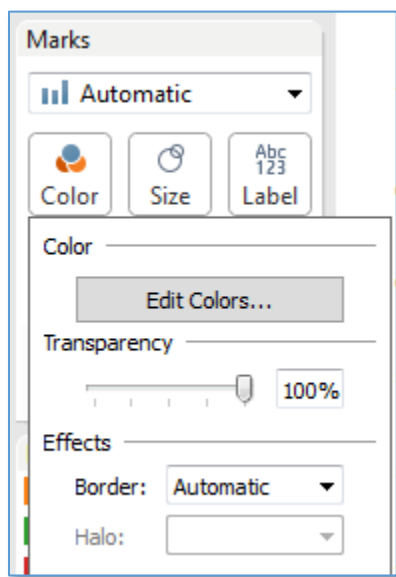 Marks
Automatic
Abc
123
Color Size Label
Color
Edit Colors...
Transparency
100%
Effects
Border: Automatic
Halo: